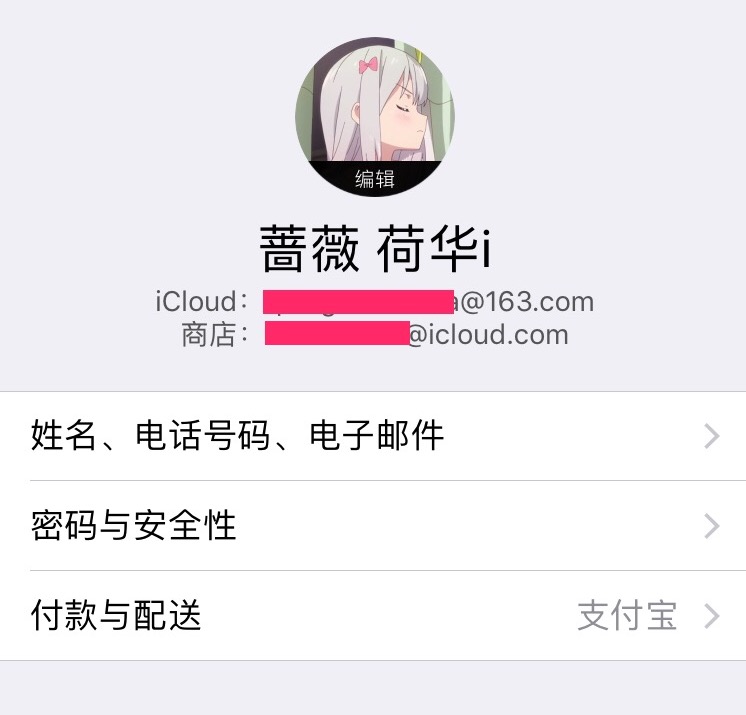 编辑
蔷薇 荷华i
iCloud： a@163.com
商店： @icloud.com
姓名、电话号码、电子邮件
密码与安全性
付款与配送 支付宝